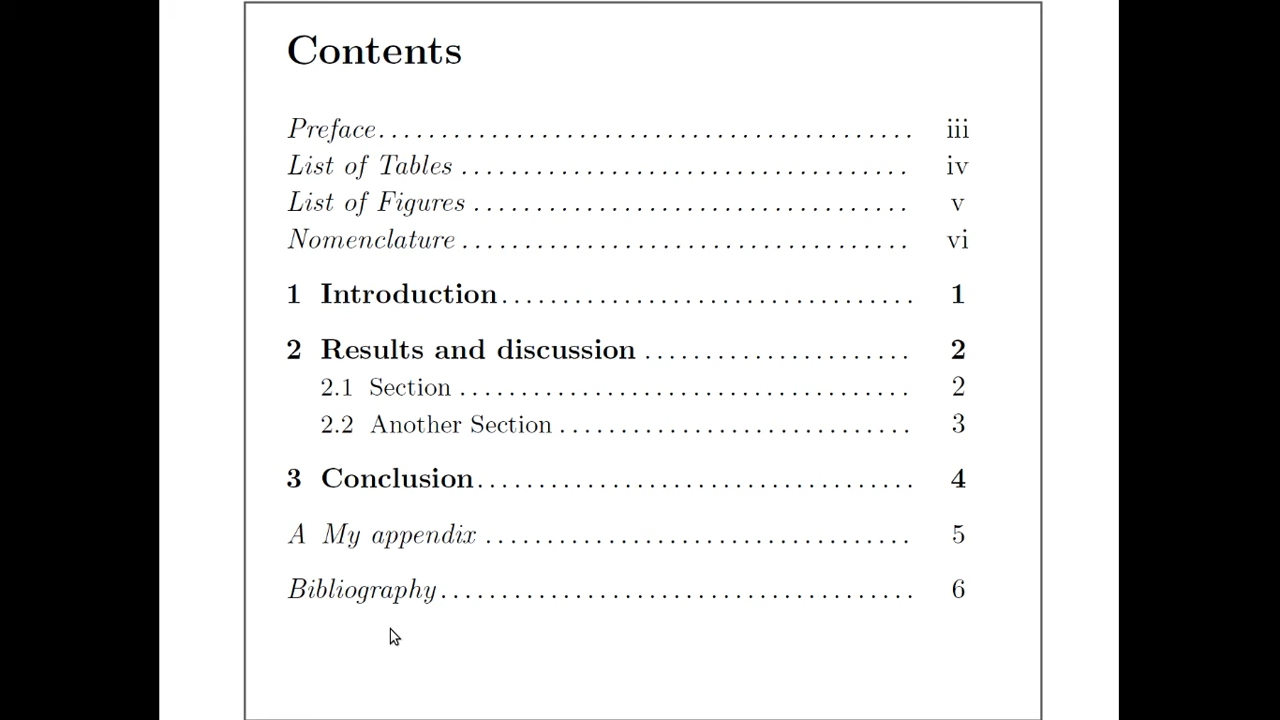 Contents
Preface . . . . . . . . . . . . . . . . . . . . . . . . . . . . . . . . . . . . . . . . . . . iii
List of Tables . . . . . . . . . . . . . . . . . . . . . . . . . . . . . . . . . . . . iv
List of Figures . . . . . . . . . . . . . . . . . . . . . . . . . . . . . . . . . . . v
Nomenclature . . . . . . . . . . . . . . . . . . . . . . . . . . . . . . . . . . . . vi
1 Introduction . . . . . . . . . . . . . . . . . . . . . . . . . . . . . . . . . . 1
2 Results and discussion . . . . . . . . . . . . . . . . . . . . . . 2
2.1 Section . . . . . . . . . . . . . . . . . . . . . . . . . . . . . . . . . . . . 2
2.2 Another Section . . . . . . . . . . . . . . . . . . . . . . . . . . . . 3
3 Conclusion . . . . . . . . . . . . . . . . . . . . . . . . . . . . . . . . . . . 4
A My appendix . . . . . . . . . . . . . . . . . . . . . . . . . . . . . . . . . . 5
Bibliography . . . . . . . . . . . . . . . . . . . . . . . . . . . . . . . . . . . . . . 6